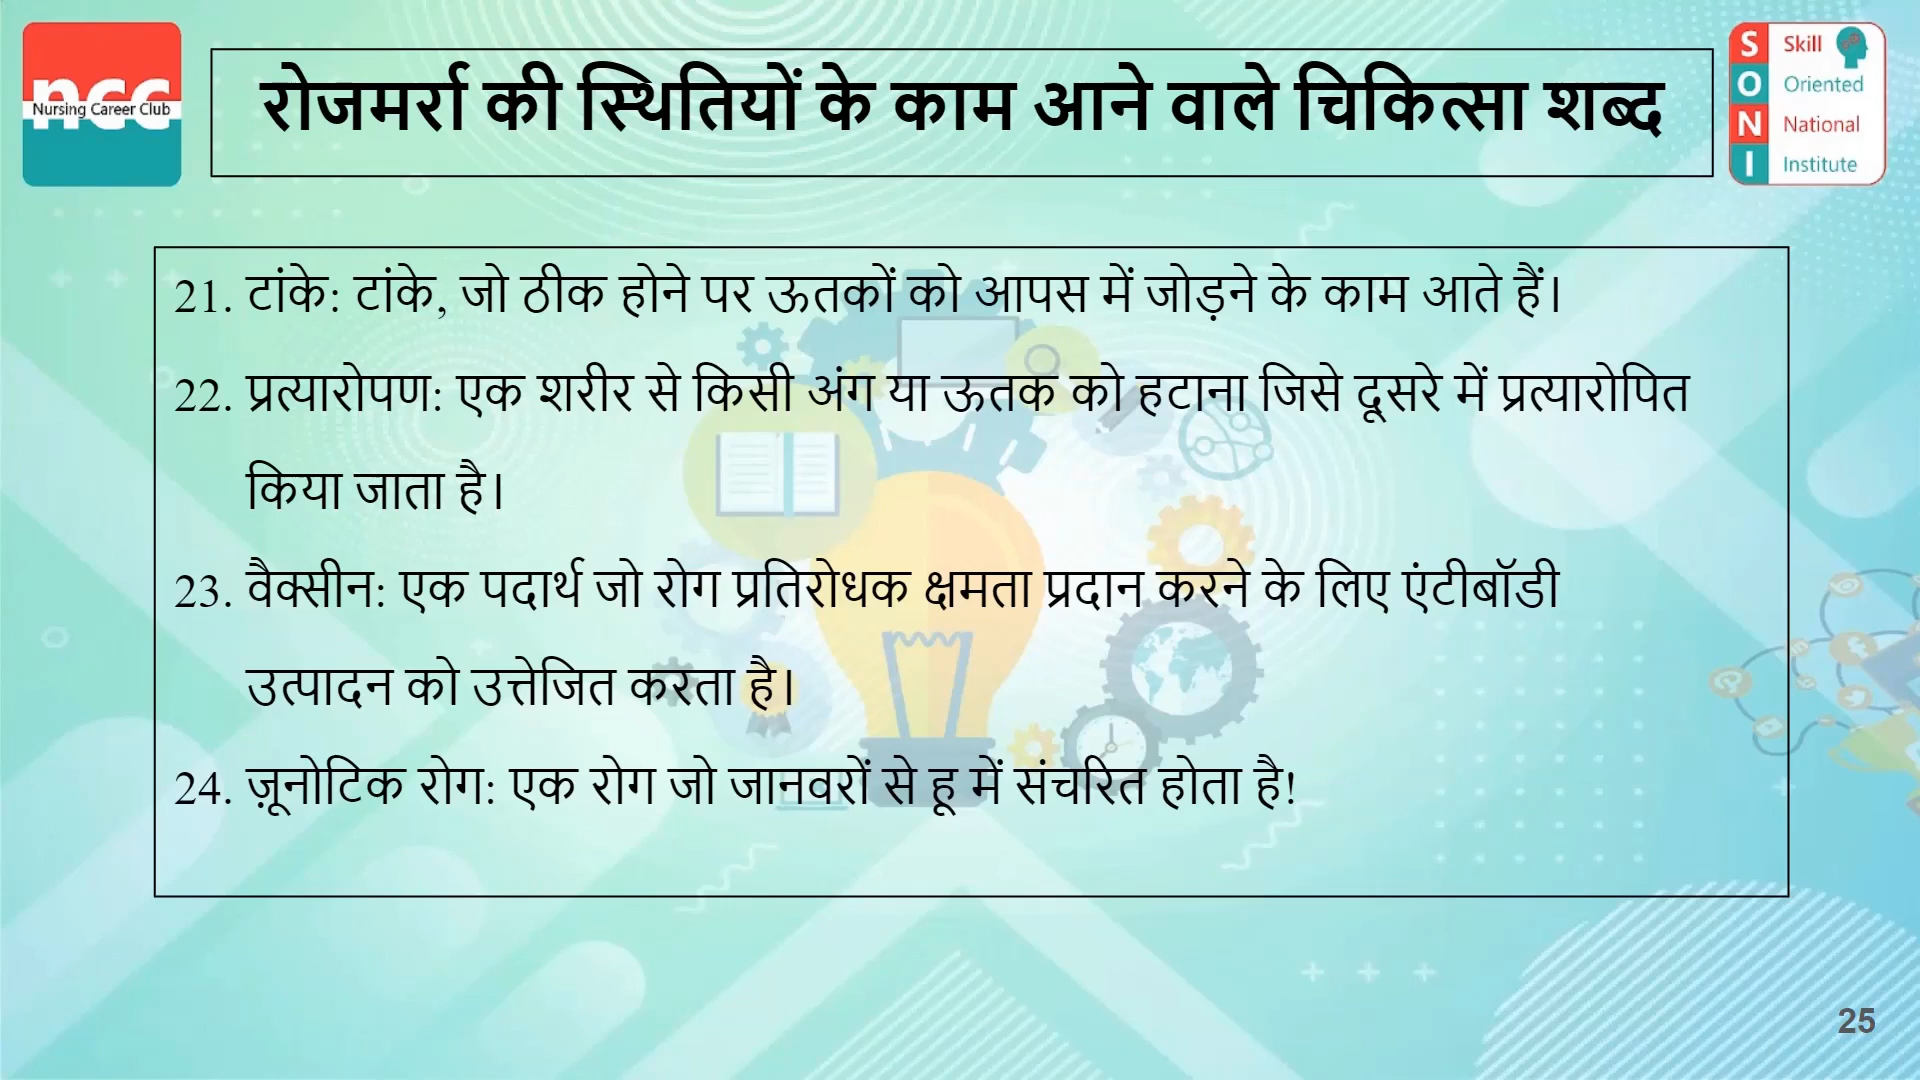 ncc
Nursing Career Club
रोजमर्रा की स्थितियों के काम आने वाले चिकित्सा शब्द
S Skill
O Oriented
N National
I Institute
21. टांके: टांके, जो ठीक होने पर ऊतकों को आपस में जोड़ने के काम आते हैं।
22. प्रत्यारोपण: एक शरीर से किसी अंग या ऊतक को हटाना जिसे दूसरे में प्रत्यारोपित
किया जाता है।
23. वैक्सीन: एक पदार्थ जो रोग प्रतिरोधक क्षमता प्रदान करने के लिए एंटीबॉडी
उत्पादन को उत्तेजित करता है।
24. ज़ूनोटिक रोग: एक रोग जो जानवरों से हू में संचरित होता है!
25